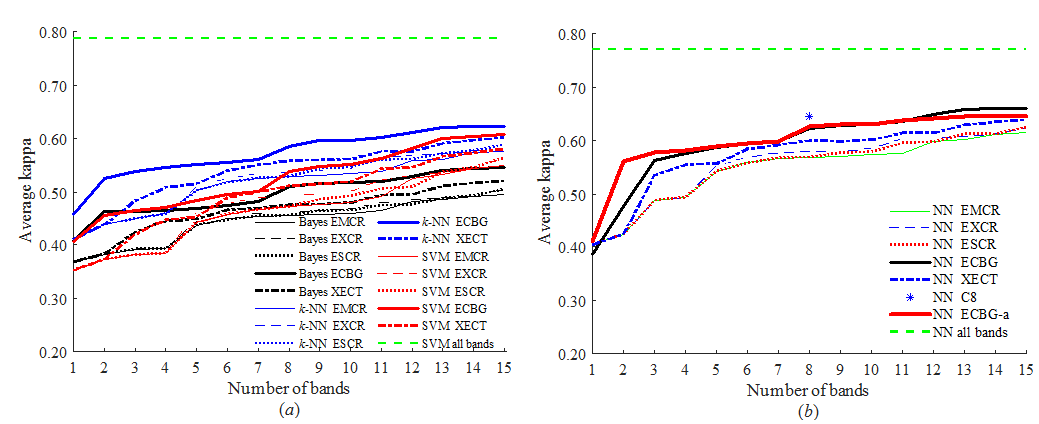 0.80
0.70
0.60
0.50
0.40
0.30
0.20
Average kappa
1 2 3 4 5 6 7 8 9 10 11 12 13 14 15
Number of bands
(a)
Bayes EMCR
Bayes EXCR
Bayes ESCR
Bayes ECBG
Bayes XECT
k-NN EMCR
k-NN EXCR
k-NN ESCR
k-NN ECBG
k-NN XECT
SVM EMCR
SVM EXCR
SVM ESCR
SVM ECBG
SVM XECT
SVM all bands
0.80
0.70
0.60
0.50
0.40
0.30
0.20
Average kappa
1 2 3 4 5 6 7 8 9 10 11 12 13 14 15
Number of bands
(b)
NN EMCR
NN EXCR
NN ESCR
NN ECBG
NN XECT
NN C8
NN ECBG-a
NN all bands